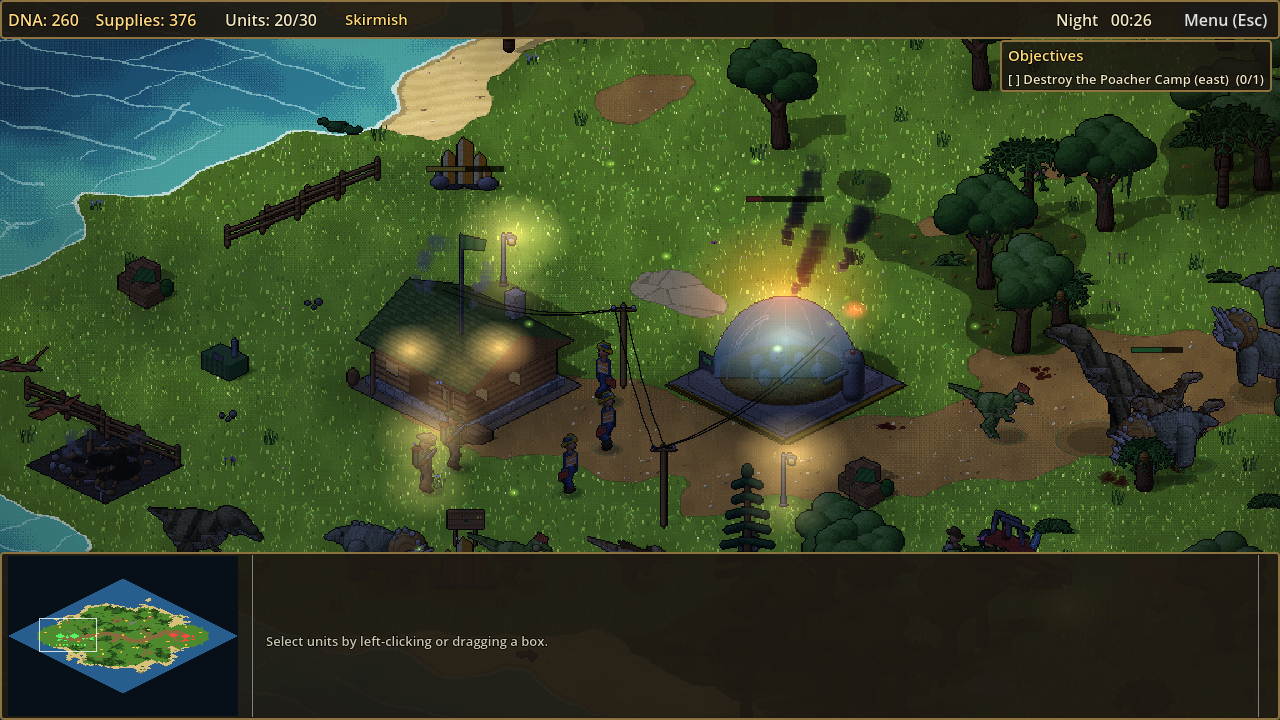 DNA: 260 Supplies: 376 Units: 20/30 Skirmish Night 00:26 Menu (Esc)
Objectives
[ ] Destroy the Poacher Camp (east) (0/1)
Select units by left-clicking or dragging a box.